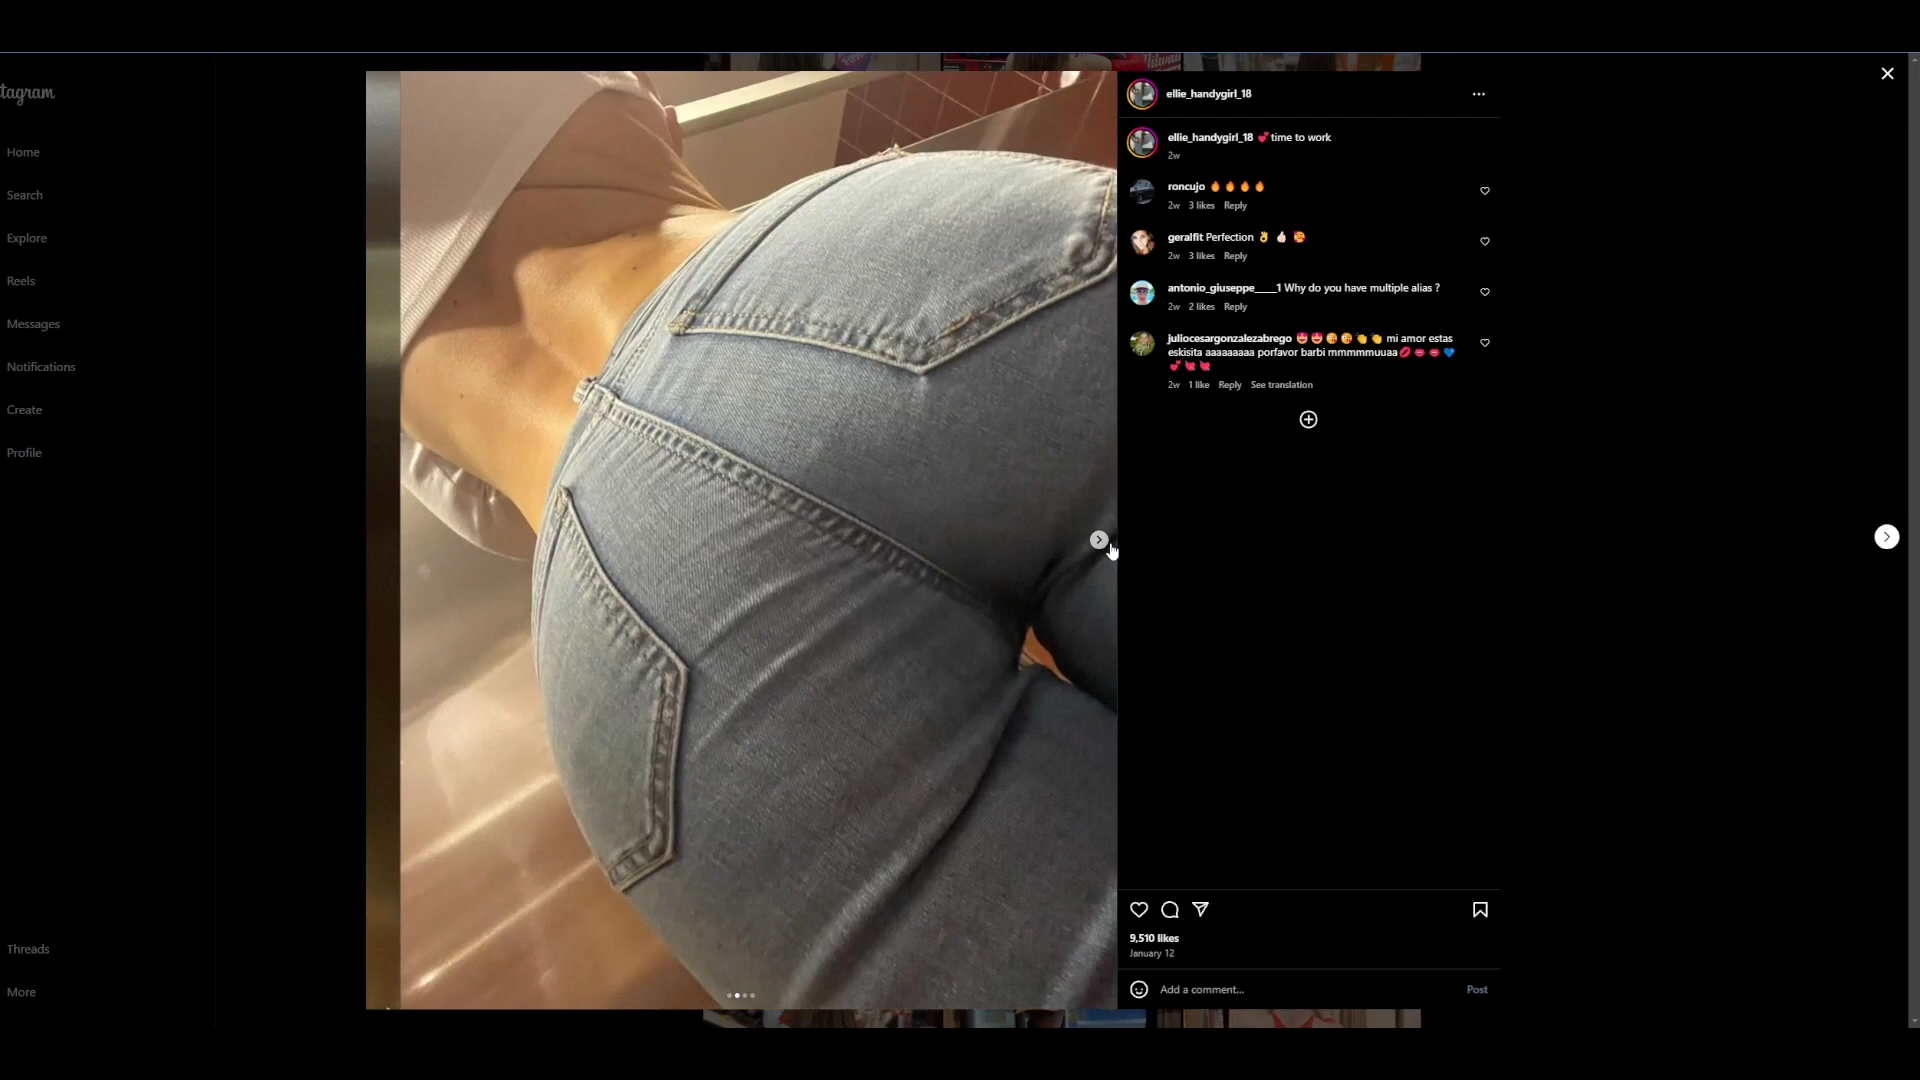 tagram
Home
Search
Explore
Reels
Messages
Notifications
Create
Profile
Threads
More
ellie_handygirl_18
ellie_handygirl_18 💕time to work
2w
roncujo 🔥🔥🔥🔥
2w 3 likes Reply
geralfit Perfection 👌👍🏻🥰
2w 3 likes Reply
antonio_giuseppe____1 Why do you have multiple alias ?
2w 2 likes Reply
juliocesargonzalezabrego 😍😍😘😘👏👏 mi amor estas
eskisita aaaaaaaaa porfavor barbi mmmmmuuaa💋👄👄💙
💕💘💘
2w 1 like Reply See translation
9,510 likes
January 12
Add a comment...
Post